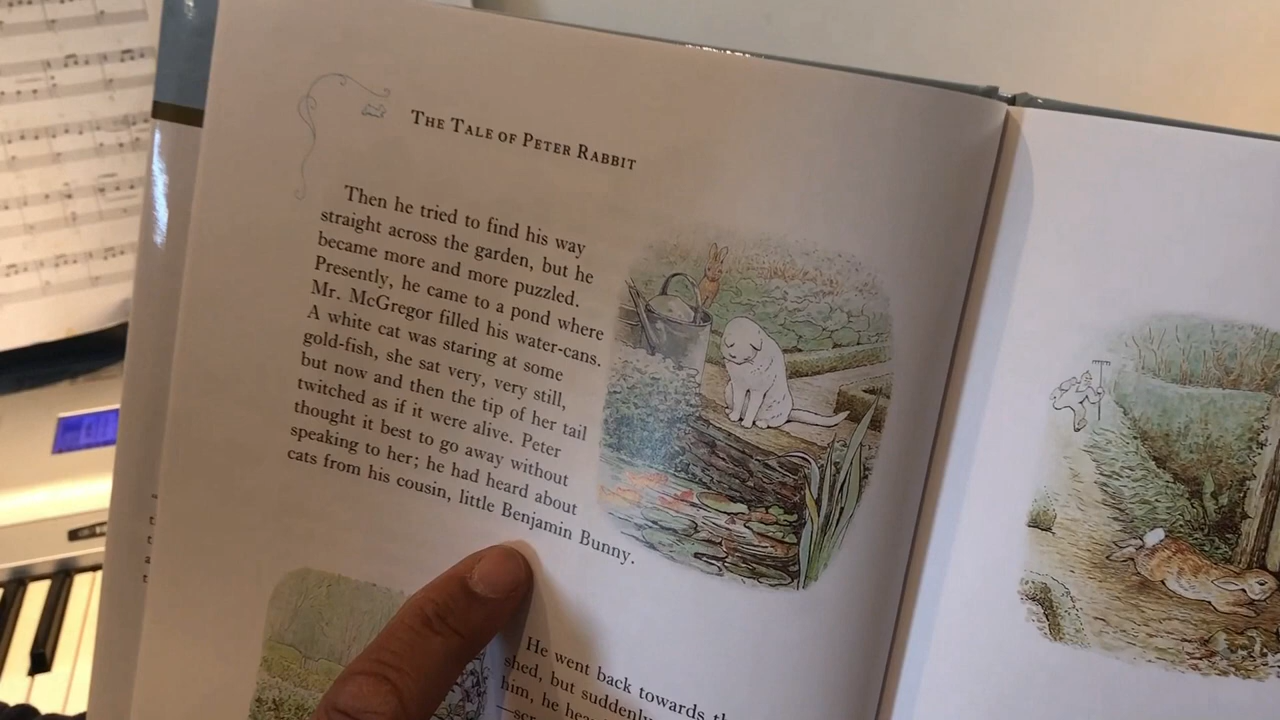 THE TALE OF PETER RABBIT
Then he tried to find his way
straight across the garden, but he
became more and more puzzled.
Presently, he came to a pond where
Mr. McGregor filled his water-cans.
A white cat was staring at some
gold-fish, she sat very, very still,
but now and then the tip of her tail
twitched as if it were alive. Peter
thought it best to go away without
speaking to her; he had heard about
cats from his cousin, little Benjamin Bunny.
He went back towards
shed, but suddenly
him, he